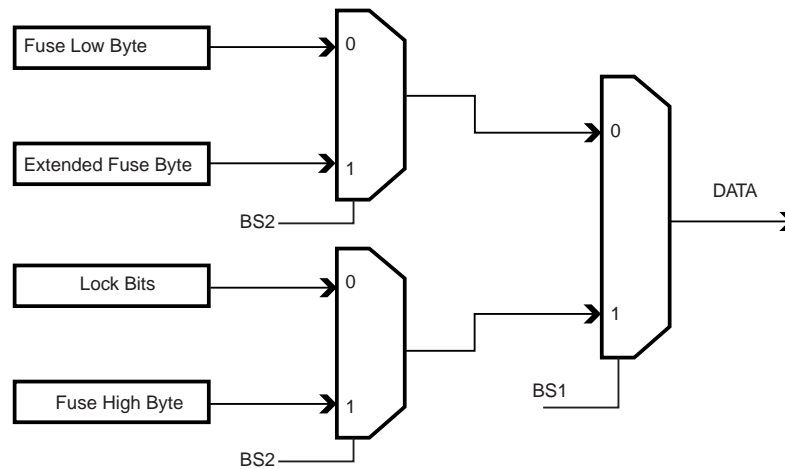 Fuse Low Byte
0
Extended Fuse Byte
1
BS2
0
DATA
Lock Bits
0
1
Fuse High Byte
1
BS1
BS2